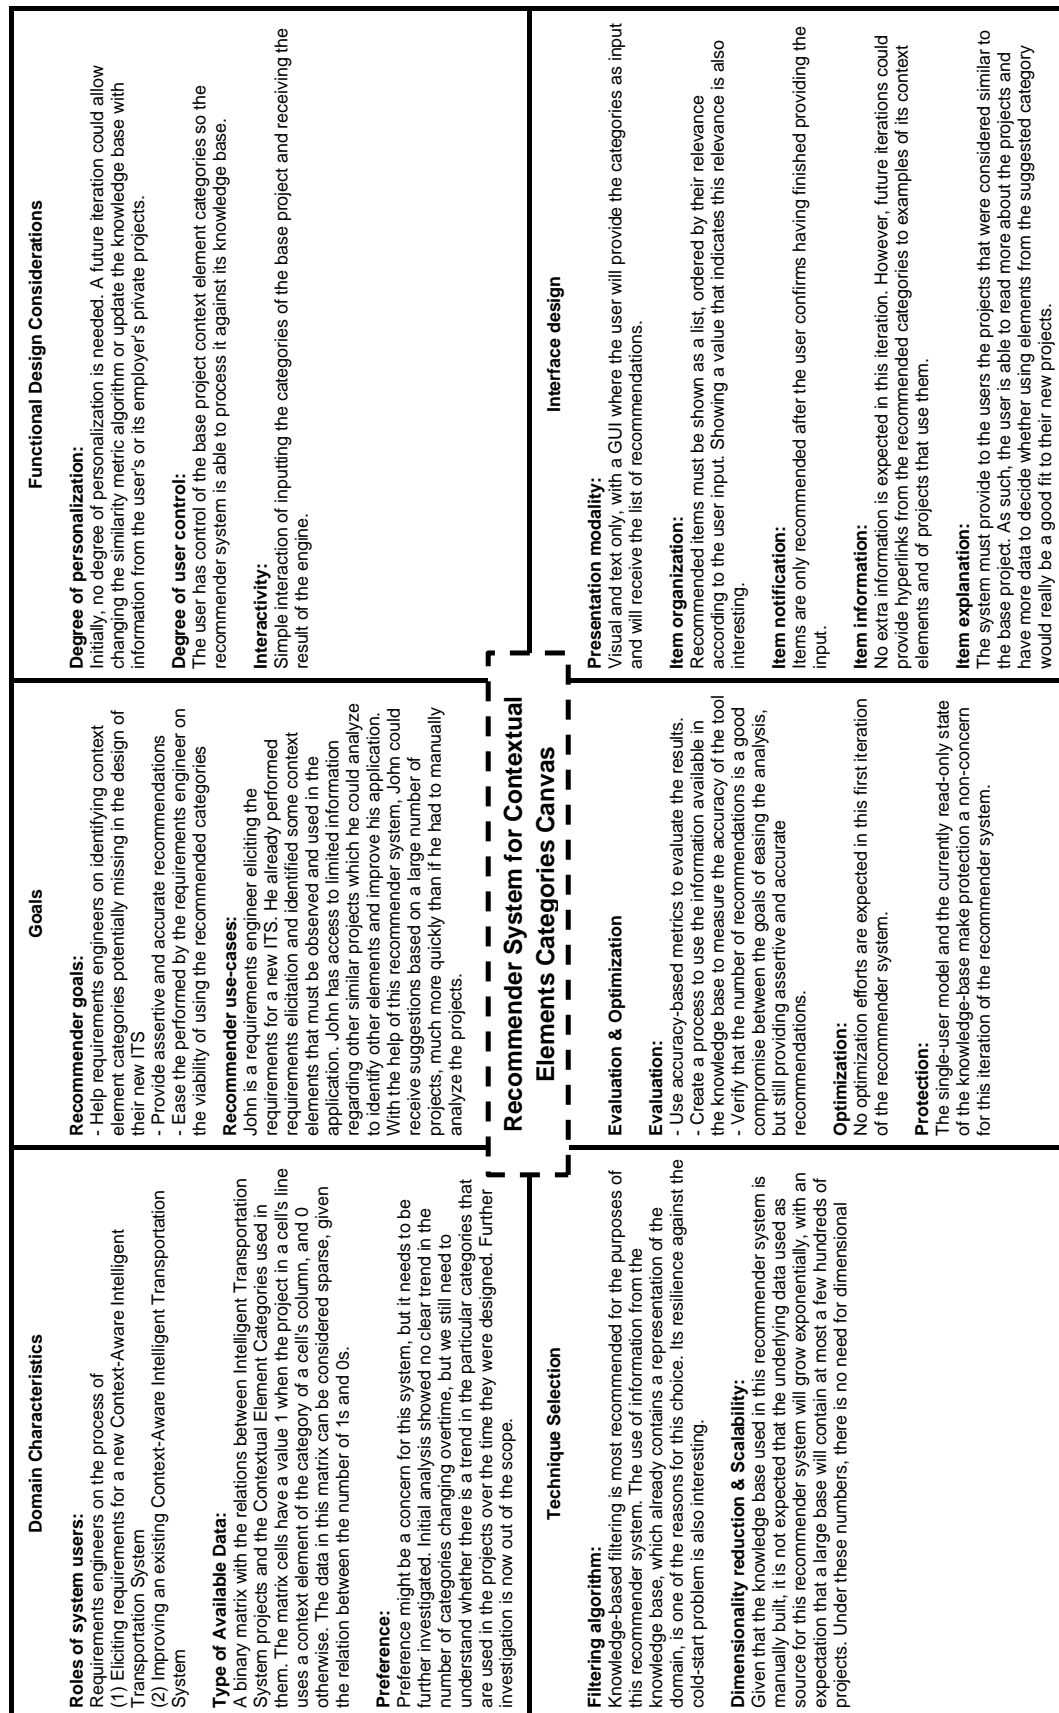 Domain Characteristics
Roles of system users:
Requirements engineers on the process of
(1) Eliciting requirements for a new Context-Aware Intelligent
Transportation System
(2) Improving an existing Context-Aware Intelligent Transportation
System
Type of Available Data:
A binary matrix with the relations between Intelligent Transportation
System projects and the Contextual Element Categories used in
them. The matrix cells have a value 1 when the project in a cell's line
uses a context element of the category of a cell's column, and 0
otherwise. The data in this matrix can be considered sparse, given
the relation between the number of 1s and 0s.
Preference:
Preference might be a concern for this system, but it needs to be
further investigated. Initial analysis showed no clear trend in the
number of categories changing overtime, but we still need to
understand whether there is a trend in the particular categories that
are used in the projects over the time they were designed. Further
investigation is now out of the scope.
Goals
Recommender goals:
- Help requirements engineers on identifying context
element categories potentially missing in the design of
their new ITS
- Provide assertive and accurate recommendations
- Ease the performed by the requirements engineer on
the viability of using the recommended categories
Recommender use-cases:
John is a requirements engineer eliciting the
requirements for a new ITS. He already performed
requirements elicitation and identified some context
elements that must be observed and used in the
application. John has access to limited information
regarding other similar projects which he could analyze
to identify other elements and improve his application.
With the help of this recommender system, John could
receive suggestions based on a large number of
projects, much more quickly than if he had to manually
analyze the projects.
Functional Design Considerations
Degree of personalization:
Initially, no degree of personalization is needed. A future iteration could allow
changing the similarity metric algorithm or update the knowledge base with
information from the user's or its employer's private projects.
Degree of user control:
The user has control of the base project context element categories so the
recommender system is able to process it against its knowledge base.
Interactivity:
Simple interaction of inputting the categories of the base project and receiving the
result of the engine.
Recommender System for Contextual
Elements Categories Canvas
Technique Selection
Filtering algorithm:
Knowledge-based filtering is most recommended for the purposes of
this recommender system. The use of information from the
knowledge base, which already contains a representation of the
domain, is one of the reasons for this choice. Its resilience against the
cold-start problem is also interesting.
Dimensionality reduction & Scalability:
Given that the knowledge base used in this recommender system is
manually built, it is not expected that the underlying data used as
source for this recommender system will grow exponentially, with an
expectation that a large base will contain at most a few hundreds of
projects. Under these numbers, there is no need for dimensional
Evaluation & Optimization
Evaluation:
- Use accuracy-based metrics to evaluate the results.
- Create a process to use the information available in
the knowledge base to measure the accuracy of the tool
- Verify that the number of recommendations is a good
compromise between the goals of easing the analysis,
but still providing assertive and accurate
recommendations.
Optimization:
No optimization efforts are expected in this first iteration
of the recommender system.
Protection:
The single-user model and the currently read-only state
of the knowledge-base make protection a non-concern
for this iteration of the recommender system.
Interface design
Presentation modality:
Visual and text only, with a GUI where the user will provide the categories as input
and will receive the list of recommendations.
Item organization:
Recommended items must be shown as a list, ordered by their relevance
according to the user input. Showing a value that indicates this relevance is also
interesting.
Item notification:
Items are only recommended after the user confirms having finished providing the
input.
Item information:
No extra information is expected in this iteration. However, future iterations could
provide hyperlinks from the recommended categories to examples of its context
elements and of projects that use them.
Item explanation:
The system must provide to the users the projects that were considered similar to
the base project. As such, the user is able to read more about the projects and
have more data to decide whether using elements from the suggested category
would really be a good fit to their new projects.